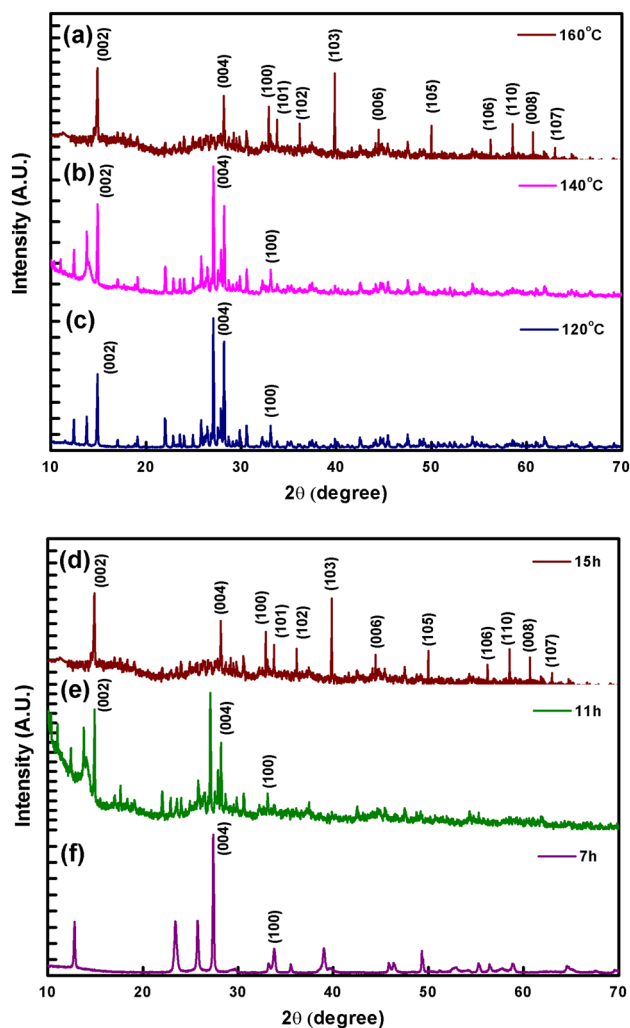 (a)
160°C
(002)
(004)
(100)
(101)
(102)
(103)
(006)
(105)
(106)
(110)
(008)
(107)
(b)
140°C
(002)
(004)
(100)
(c)
120°C
(002)
(004)
(100)
Intensity (A.U.)
10 20 30 40 50 60 70
2θ (degree)
(d)
15h
(002)
(004)
(100)
(101)
(102)
(103)
(006)
(105)
(106)
(110)
(008)
(107)
(e)
11h
(002)
(004)
(100)
(f)
7h
(004)
(100)
Intensity (A.U.)
10 20 30 40 50 60 70
2θ (degree)